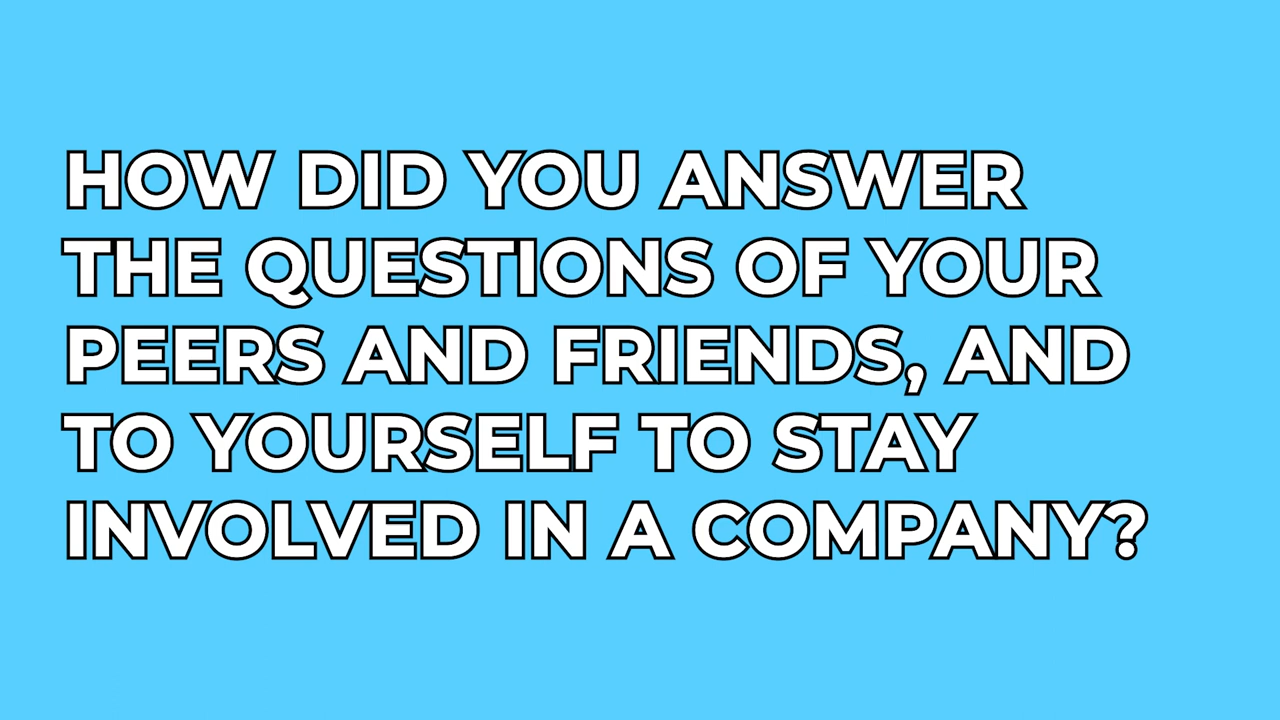 HOW DID YOU ANSWER
THE QUESTIONS OF YOUR
PEERS AND FRIENDS, AND
TO YOURSELF TO STAY
INVOLVED IN A COMPANY?